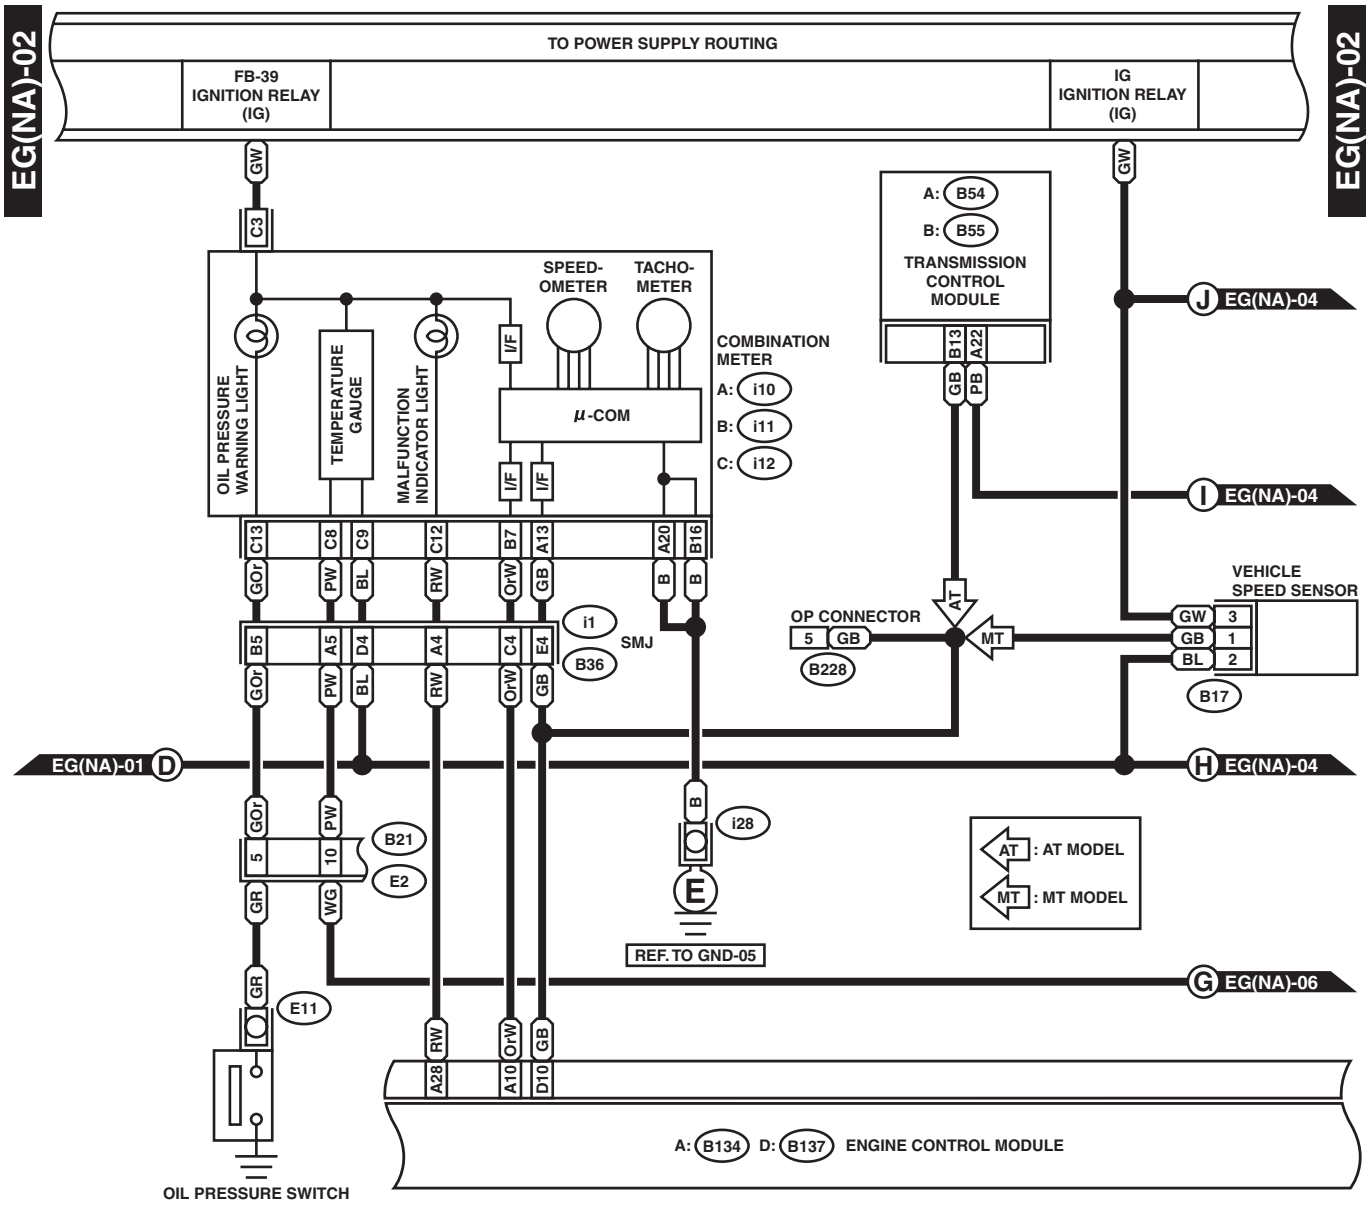 EG(NA)-02
EG(NA)-02
TO POWER SUPPLY ROUTING
FB-39
IGNITION RELAY
(IG)
IG
IGNITION RELAY
(IG)
GW
GW
C3
A: B54
B: B55
TRANSMISSION
CONTROL
MODULE
B13
A22
GB
PB
SPEED-
OMETER
TACHO-
METER
I/F
COMBINATION
METER
A: i10
B: i11
C: i12
OIL PRESSURE
WARNING LIGHT
TEMPERATURE
GAUGE
MALFUNCTION
INDICATOR LIGHT
μ-COM
I/F
I/F
J EG(NA)-04
I EG(NA)-04
C13
C8
C9
C12
B7
A13
A20
B16
GOr
PW
BL
RW
OrW
GB
B
B
i1
SMJ
B36
B5
A5
D4
A4
C4
E4
GOr
PW
BL
RW
OrW
GB
OP CONNECTOR
5
GB
B228
AT
MT
VEHICLE
SPEED SENSOR
GW 3
GB 1
BL 2
B17
EG(NA)-01 D
H EG(NA)-04
GOr
PW
B
5
10
B21
E2
i28
E
REF. TO GND-05
GR
WG
AT : AT MODEL
MT : MT MODEL
G EG(NA)-06
GR
E11
RW
OrW
GB
A28
A10
D10
A: B134 D: B137 ENGINE CONTROL MODULE
OIL PRESSURE SWITCH